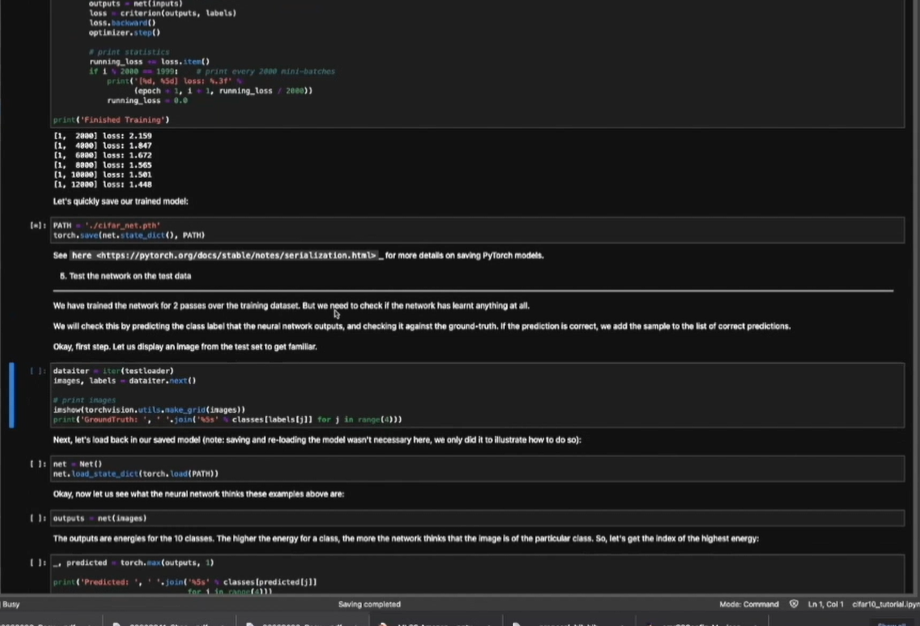 outputs = net(inputs)
loss = criterion(outputs, labels)
loss.backward()
optimizer.step()
# print statistics
running_loss += loss.item()
if i % 2000 == 1999:    # print every 2000 mini-batches
print('[%d, %5d] loss: %.3f' %
(epoch + 1, i + 1, running_loss / 2000))
running_loss = 0.0
print('Finished Training')
[1,  2000] loss: 2.159
[1,  4000] loss: 1.847
[1,  6000] loss: 1.672
[1,  8000] loss: 1.565
[1, 10000] loss: 1.501
[1, 12000] loss: 1.448
Let's quickly save our trained model:
[*]: PATH = './cifar_net.pth'
torch.save(net.state_dict(), PATH)
See here <https://pytorch.org/docs/stable/notes/serialization.html>_ for more details on saving PyTorch models.
5. Test the network on the test data
We have trained the network for 2 passes over the training dataset. But we need to check if the network has learnt anything at all.
We will check this by predicting the class label that the neural network outputs, and checking it against the ground-truth. If the prediction is correct, we add the sample to the list of correct predictions.
Okay, first step. Let us display an image from the test set to get familiar.
[ ]: dataiter = iter(testloader)
images, labels = dataiter.next()
# print images
imshow(torchvision.utils.make_grid(images))
print('GroundTruth: ', ' '.join('%5s' % classes[labels[j]] for j in range(4)))
Next, let's load back in our saved model (note: saving and re-loading the model wasn't necessary here, we only did it to illustrate how to do so):
[ ]: net = Net()
net.load_state_dict(torch.load(PATH))
Okay, now let us see what the neural network thinks these examples above are:
[ ]: outputs = net(images)
The outputs are energies for the 10 classes. The higher the energy for a class, the more the network thinks that the image is of the particular class. So, let's get the index of the highest energy:
[ ]: _, predicted = torch.max(outputs, 1)
print('Predicted: ', ' '.join('%5s' % classes[predicted[j]]
for j in range(4)))
Busy Saving completed Mode: Command Ln 1, Col 1 cifar10_tutorial.ipyn